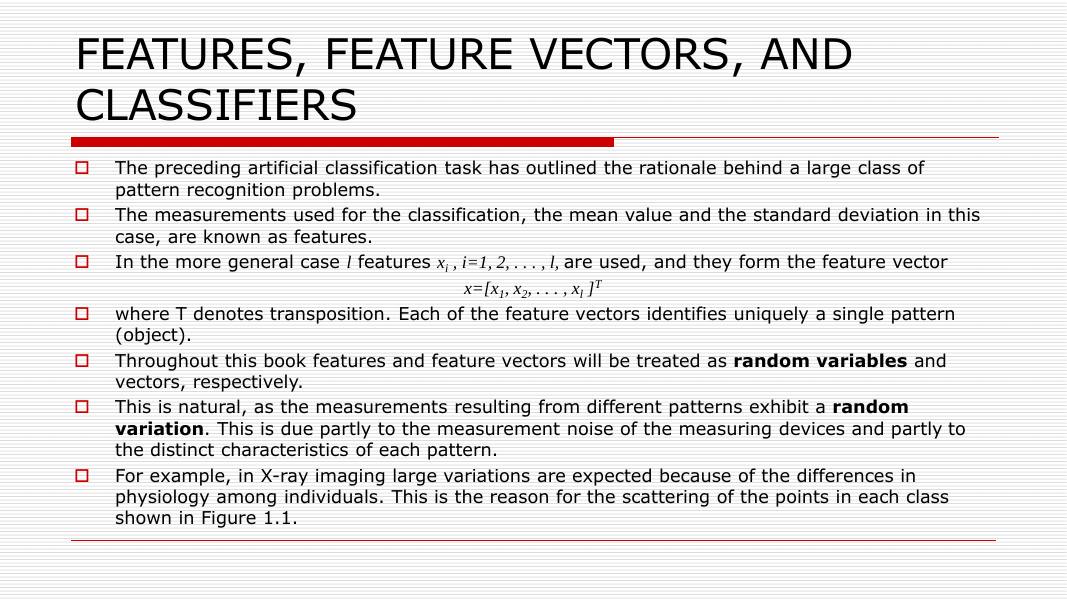 FEATURES, FEATURE VECTORS, AND
CLASSIFIERS
The preceding artificial classification task has outlined the rationale behind a large class of
pattern recognition problems.
The measurements used for the classification, the mean value and the standard deviation in this
case, are known as features.
In the more general case l features xᵢ , i=1, 2, . . . , l, are used, and they form the feature vector
x=[x₁, x₂, . . . , xₗ ]ᵀ
where T denotes transposition. Each of the feature vectors identifies uniquely a single pattern
(object).
Throughout this book features and feature vectors will be treated as random variables and
vectors, respectively.
This is natural, as the measurements resulting from different patterns exhibit a random
variation. This is due partly to the measurement noise of the measuring devices and partly to
the distinct characteristics of each pattern.
For example, in X-ray imaging large variations are expected because of the differences in
physiology among individuals. This is the reason for the scattering of the points in each class
shown in Figure 1.1.